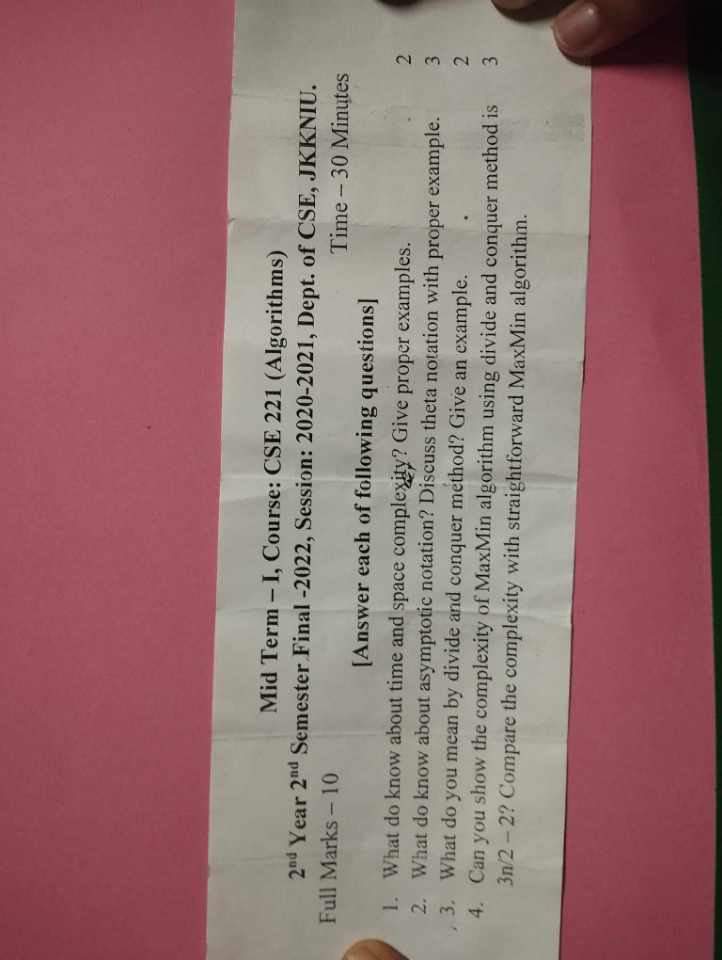 Mid Term – I, Course: CSE 221 (Algorithms)
2nd Year 2nd Semester Final -2022, Session: 2020-2021, Dept. of CSE, JKKNIU.
Full Marks – 10 Time – 30 Minutes
[Answer each of following questions]
1. What do know about time and space complexity? Give proper examples. 2
2. What do know about asymptotic notation? Discuss theta notation with proper example. 3
3. What do you mean by divide and conquer method? Give an example. 2
4. Can you show the complexity of MaxMin algorithm using divide and conquer method is 3
3n/2 – 2? Compare the complexity with straightforward MaxMin algorithm.